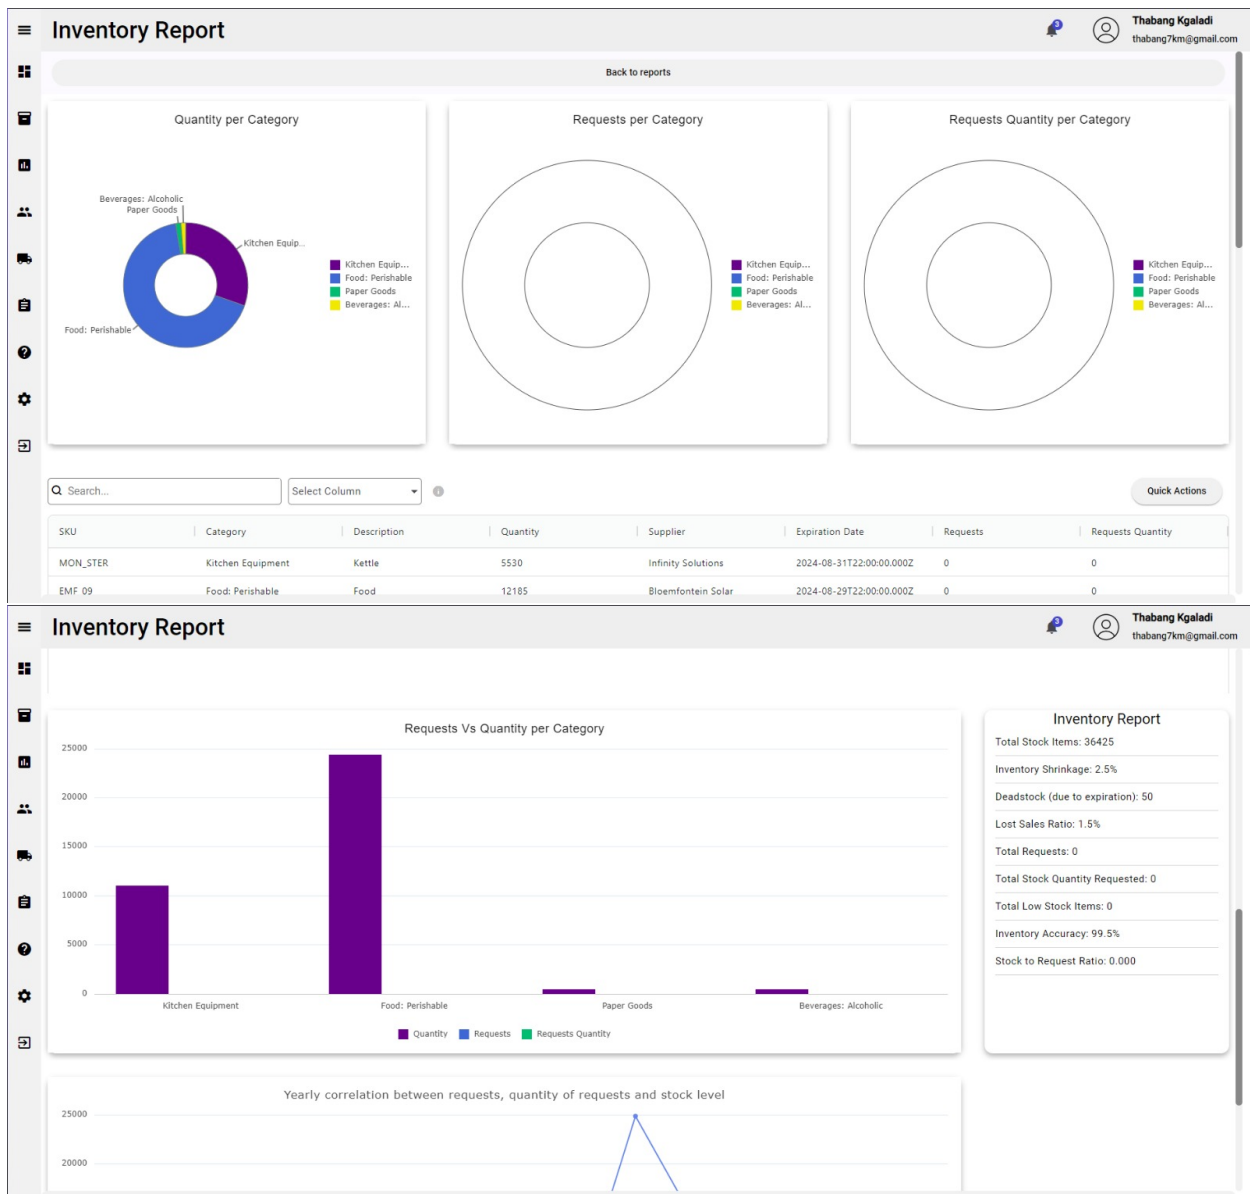 Inventory Report
3
Thabang Kgaladi
thabang7km@gmail.com
Back to reports
Quantity per Category
Beverages: Alcoholic
Paper Goods
Kitchen Equip...
Food: Perishable
Kitchen Equip...
Food: Perishable
Paper Goods
Beverages: Al...
Requests per Category
Kitchen Equip...
Food: Perishable
Paper Goods
Beverages: Al...
Requests Quantity per Category
Kitchen Equip...
Food: Perishable
Paper Goods
Beverages: Al...
Search...
Select Column
Quick Actions
SKU Category Description Quantity Supplier Expiration Date Requests Requests Quantity
MON_STER Kitchen Equipment Kettle 5530 Infinity Solutions 2024-08-31T22:00:00.000Z 0 0
EMF_09 Food: Perishable Food 12185 Bloemfontein Solar 2024-08-29T22:00:00.000Z 0 0
Inventory Report
3
Thabang Kgaladi
thabang7km@gmail.com
Requests Vs Quantity per Category
25000
20000
15000
10000
5000
0
Kitchen Equipment Food: Perishable Paper Goods Beverages: Alcoholic
Quantity Requests Requests Quantity
Inventory Report
Total Stock Items: 36425
Inventory Shrinkage: 2.5%
Deadstock (due to expiration): 50
Lost Sales Ratio: 1.5%
Total Requests: 0
Total Stock Quantity Requested: 0
Total Low Stock Items: 0
Inventory Accuracy: 99.5%
Stock to Request Ratio: 0.000
Yearly correlation between requests, quantity of requests and stock level
25000
20000